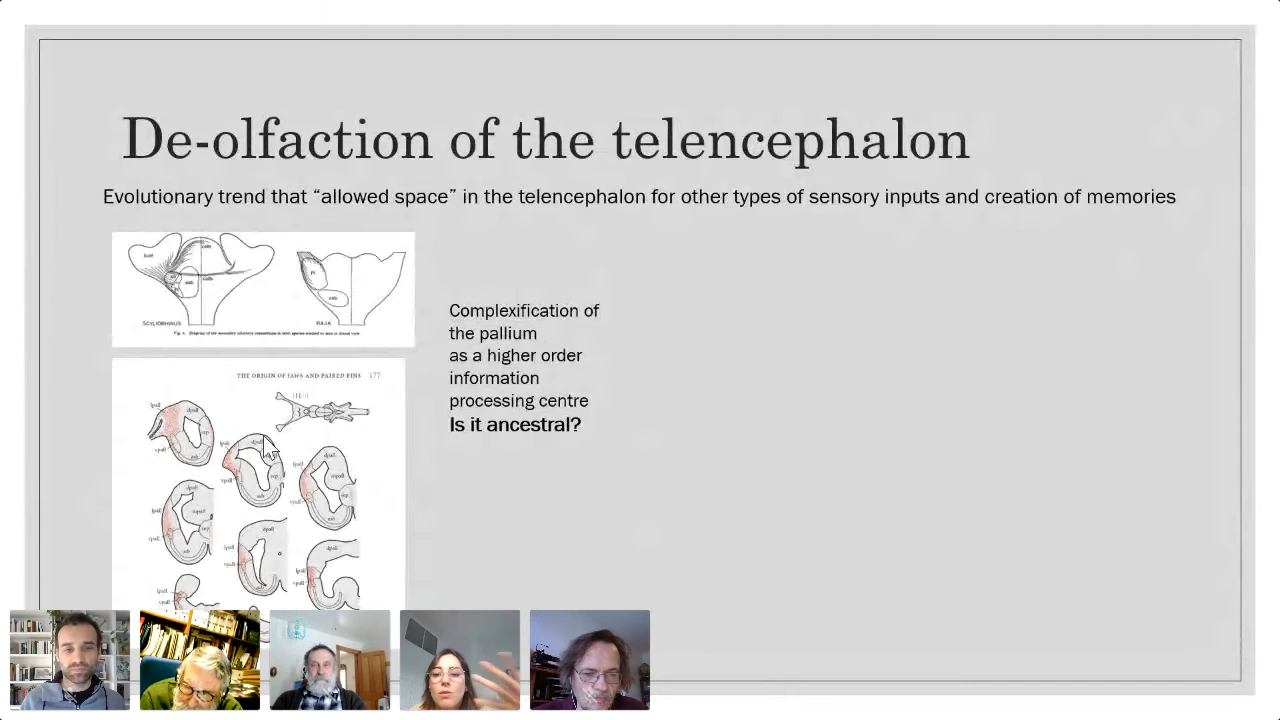 De-olfaction of the telencephalon
Evolutionary trend that “allowed space” in the telencephalon for other types of sensory inputs and creation of memories
SCYLIORHINUS
RAJA
Complexification of
the pallium
as a higher order
information
processing centre
Is it ancestral?
THE ORIGIN OF JAWS AND PAIRED FINS 177